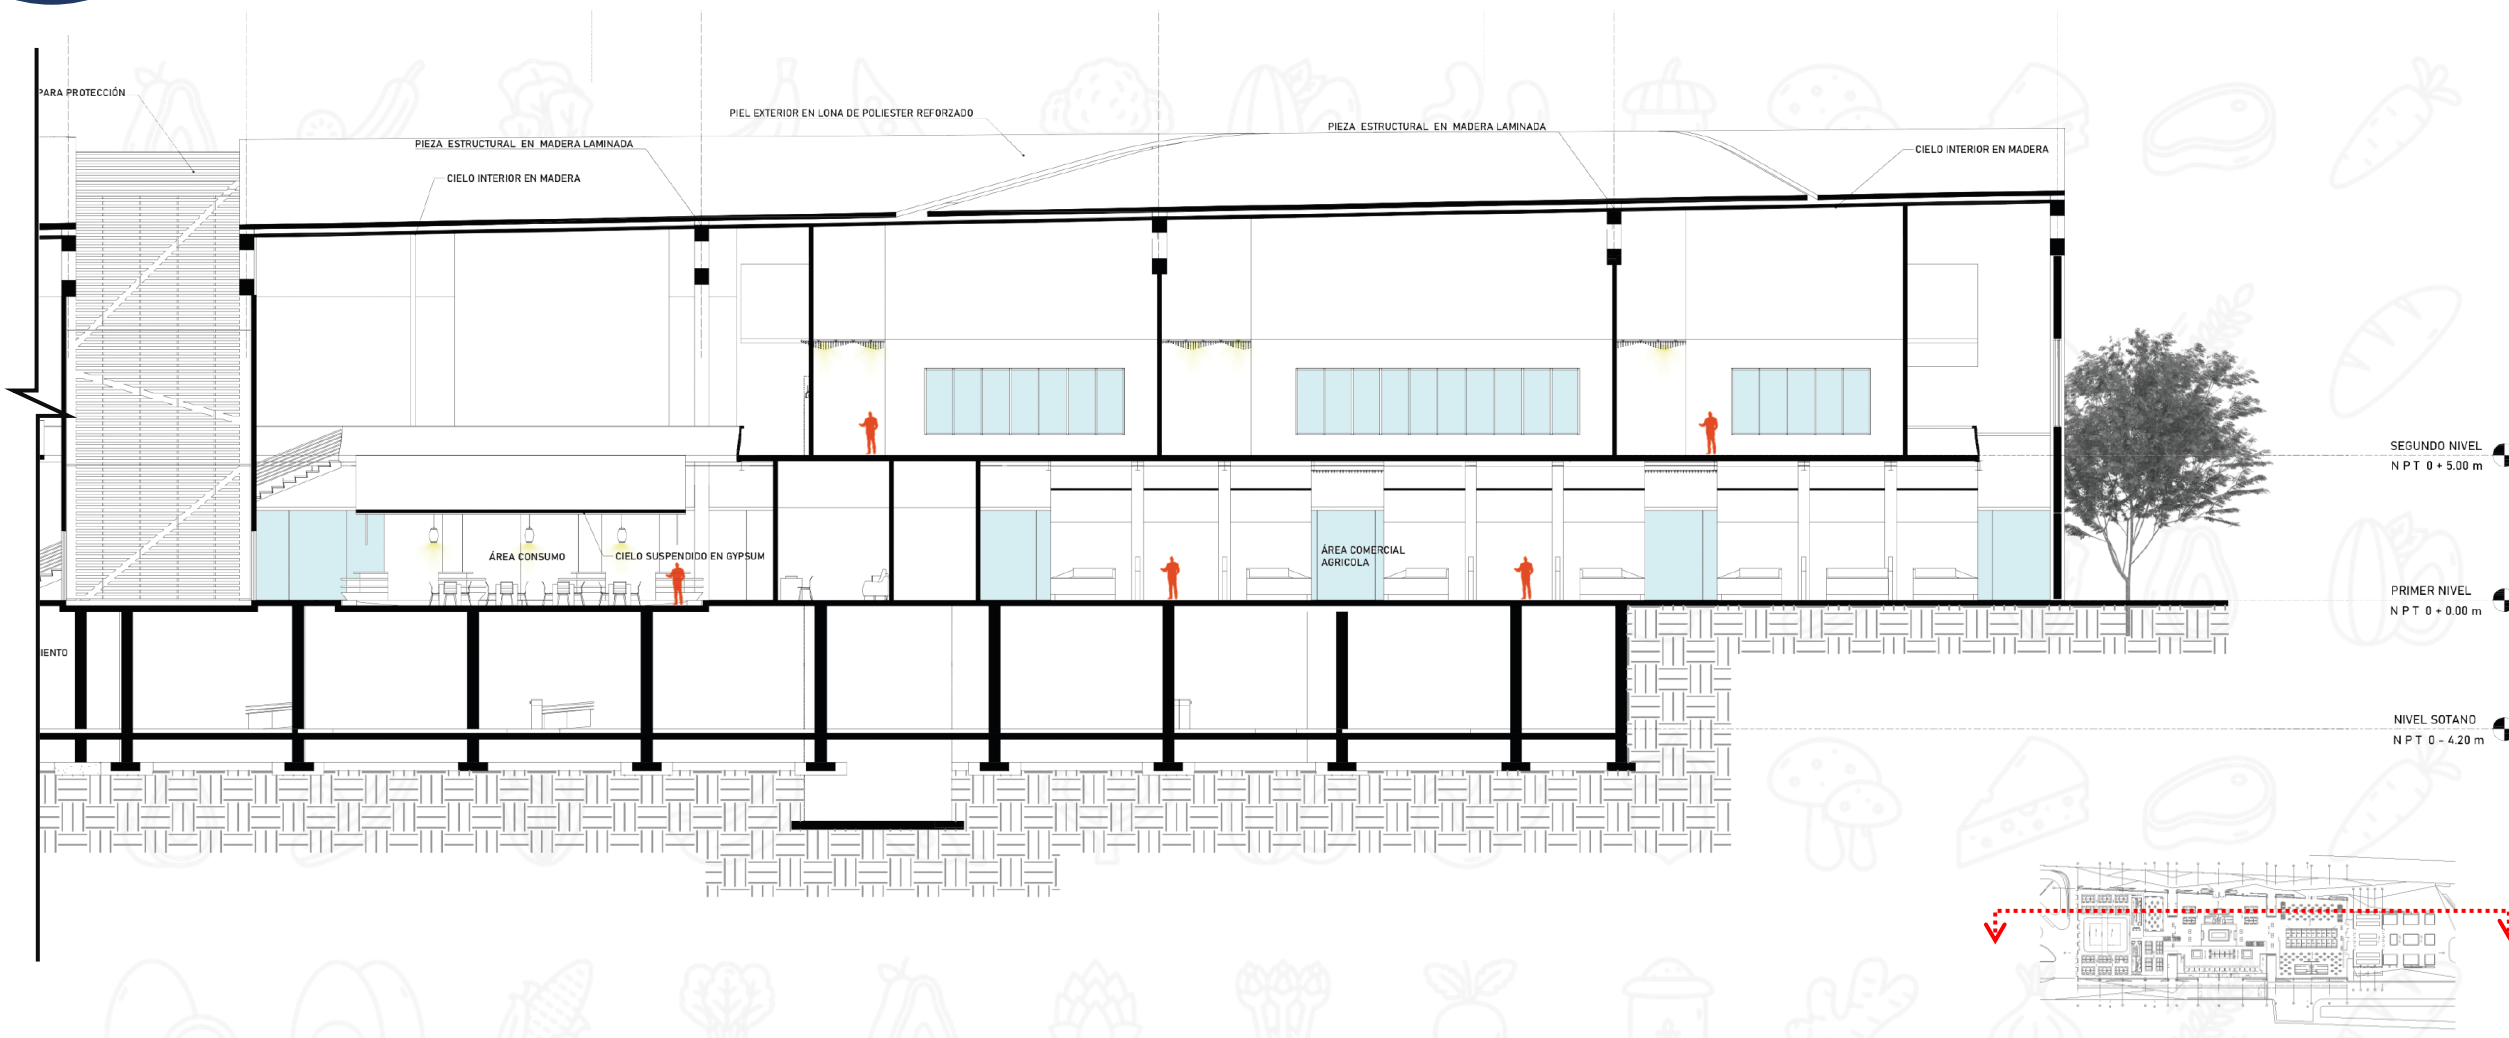 PARA PROTECCIÓN
PIEL EXTERIOR EN LONA DE POLIESTER REFORZADO
PIEZA ESTRUCTURAL EN MADERA LAMINADA
PIEZA ESTRUCTURAL EN MADERA LAMINADA
CIELO INTERIOR EN MADERA
CIELO INTERIOR EN MADERA
SEGUNDO NIVEL
N P T 0 + 5.00 m
ÁREA CONSUMO
CIELO SUSPENDIDO EN GYPSUM
ÁREA COMERCIAL
AGRICOLA
PRIMER NIVEL
N P T 0 + 0.00 m
IENTO
NIVEL SOTANO
N P T 0 - 4.20 m